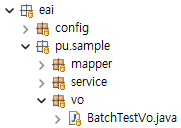 eai
config
pu.sample
mapper
service
vo
BatchTestVo.java